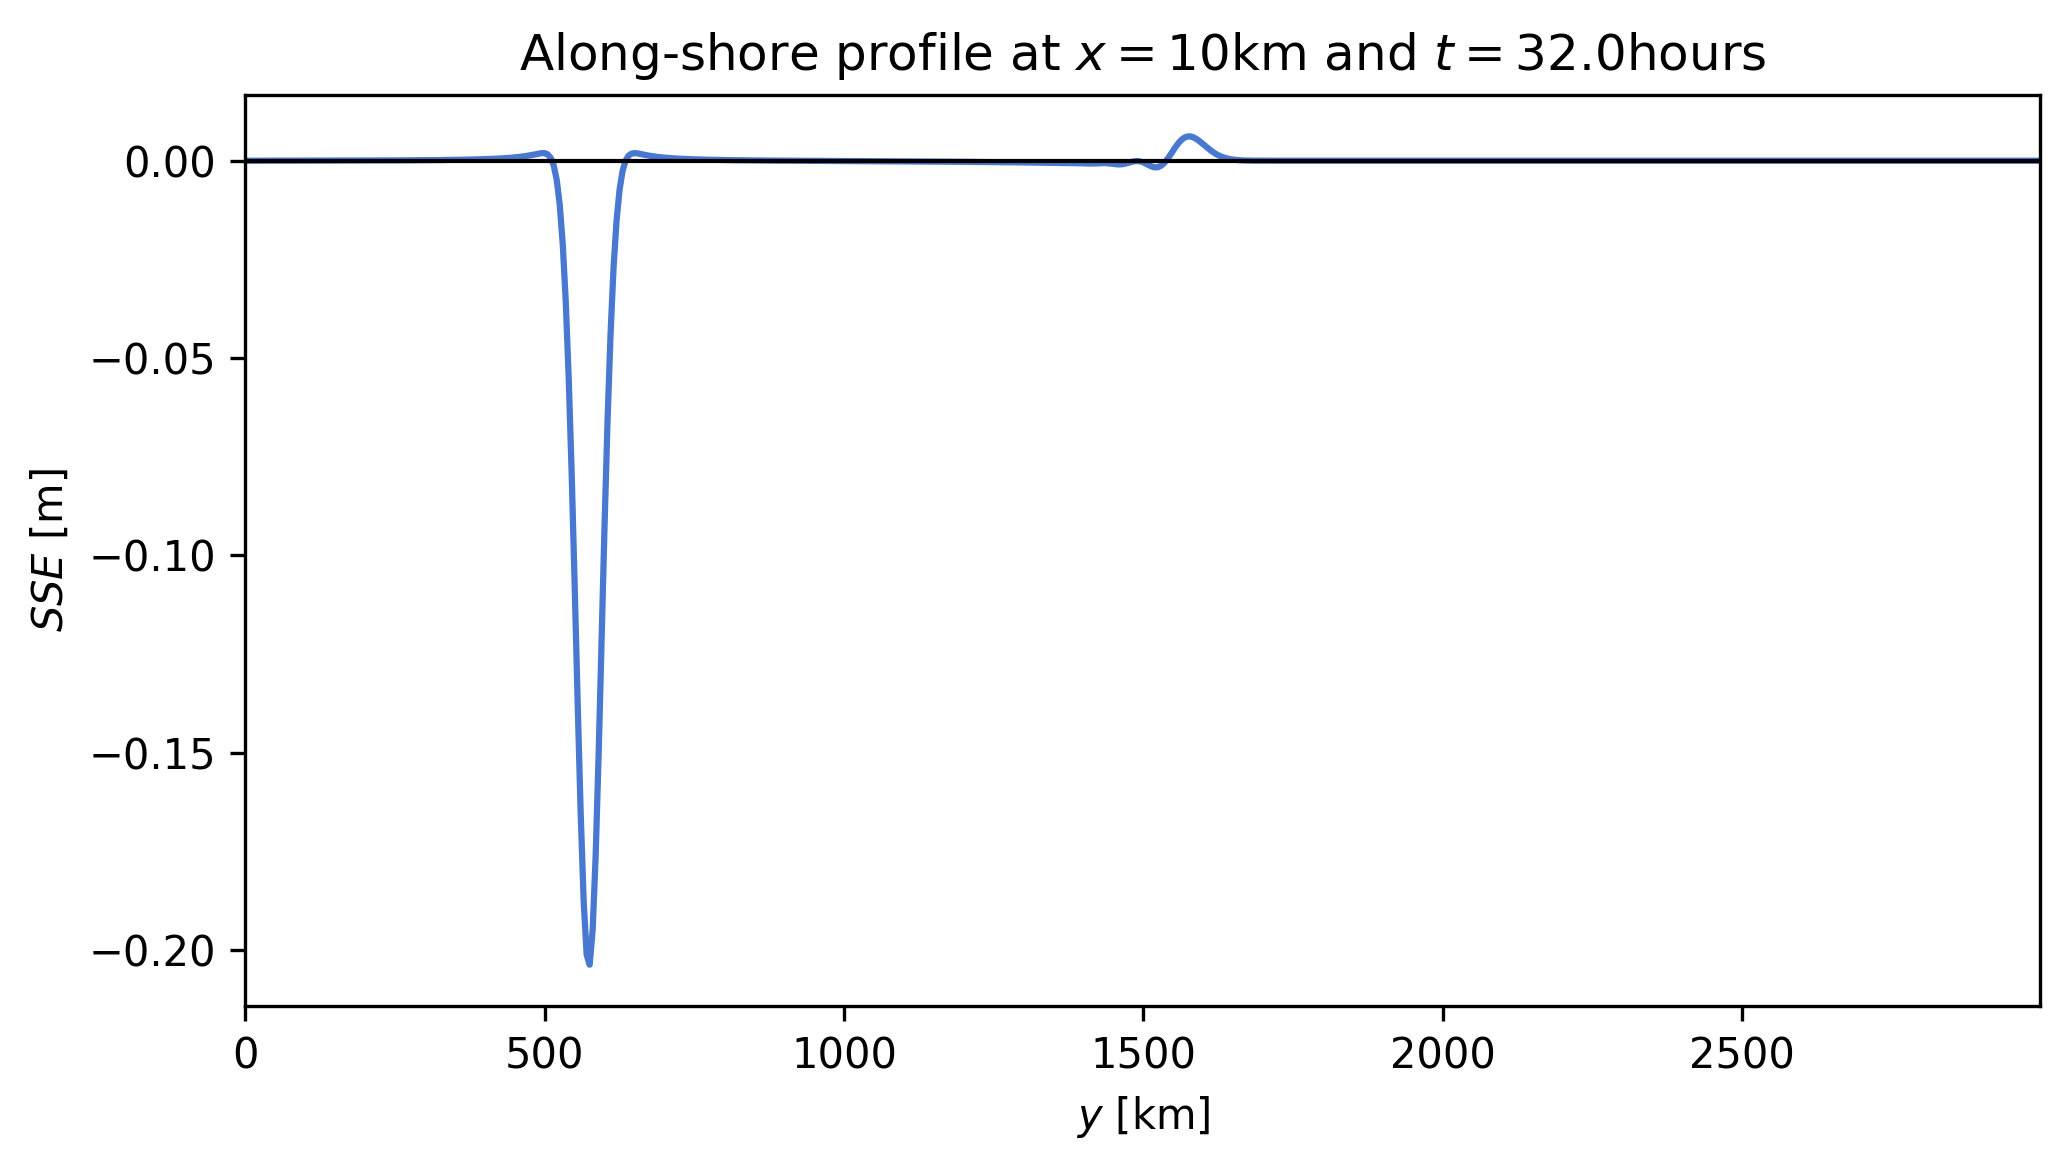 Along-shore profile at x = 10km and t = 32.0hours
0.00
−0.05
−0.10
−0.15
−0.20
SSE [m]
0 500 1000 1500 2000 2500
y [km]